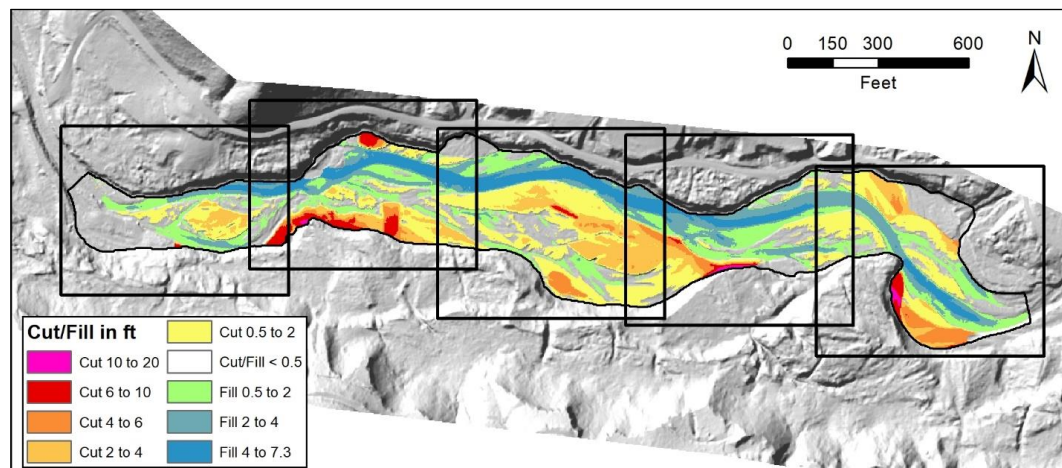 N
0 150 300 600
Feet
Cut/Fill in ft
Cut 10 to 20
Cut 6 to 10
Cut 4 to 6
Cut 2 to 4
Cut 0.5 to 2
Cut/Fill < 0.5
Fill 0.5 to 2
Fill 2 to 4
Fill 4 to 7.3